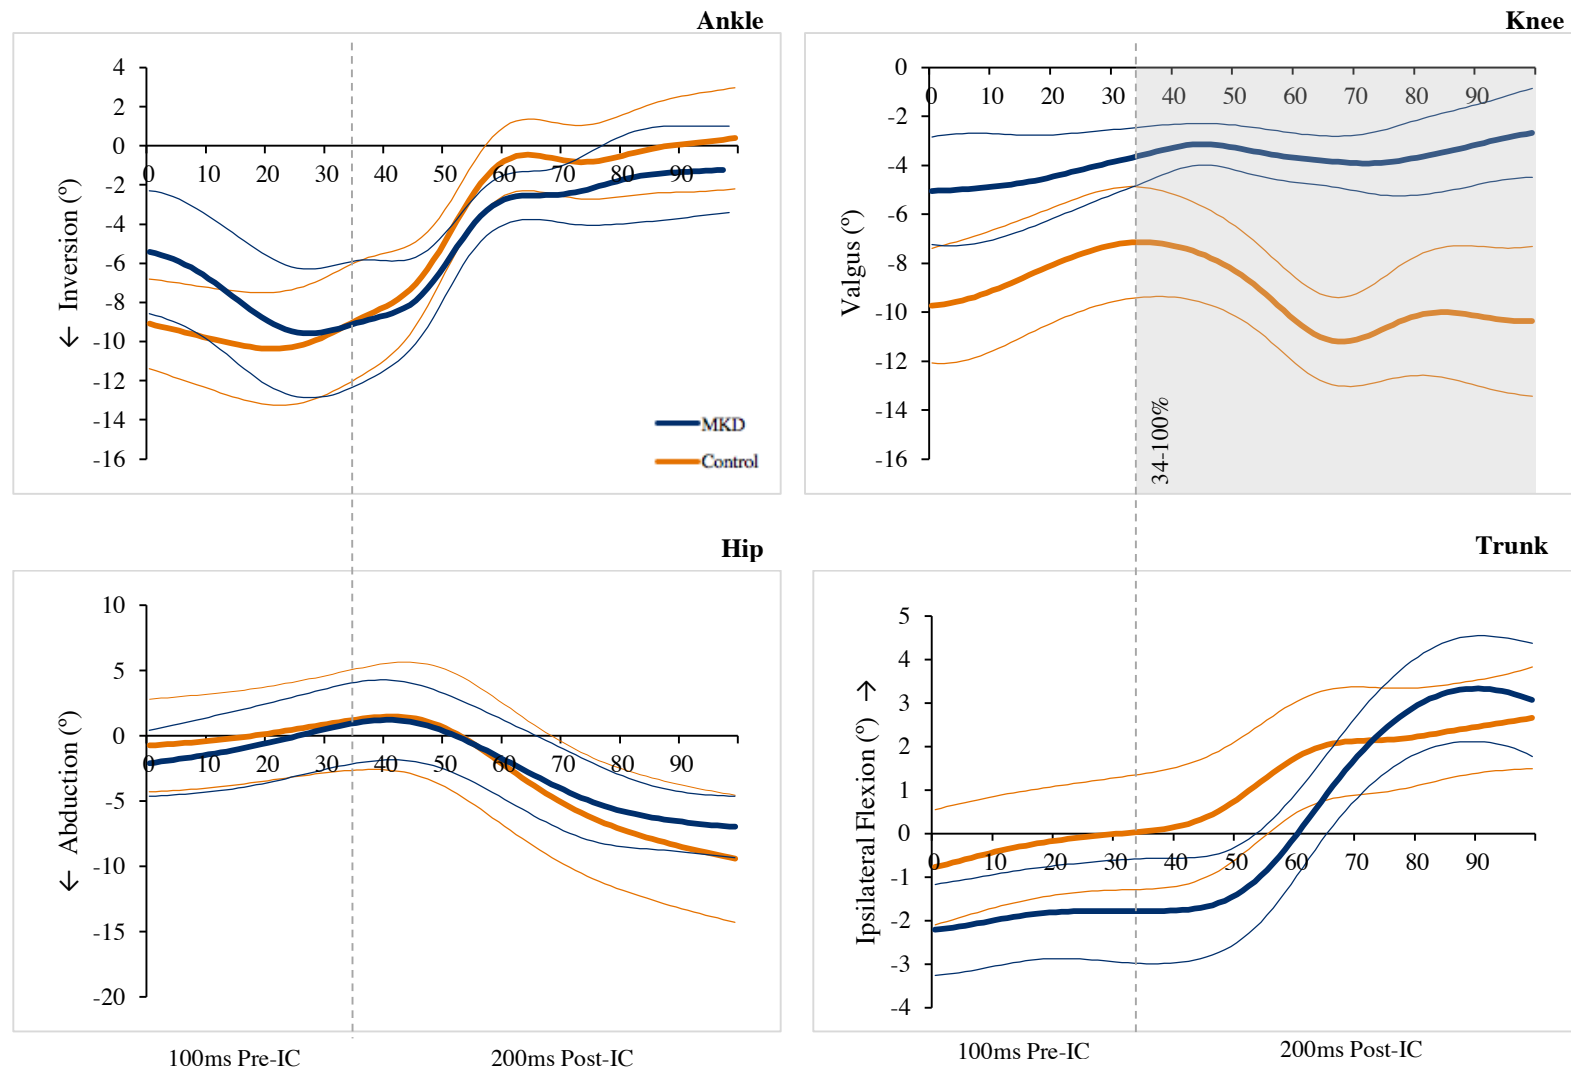 Ankle
4
2
0
-2
-4
-6
-8
-10
-12
-14
-16
0 10 20 30 40 50 60 70 80 90
← Inversion (º)
MKD
Control
Knee
0
-2
-4
-6
-8
-10
-12
-14
-16
0 10 20 30 40 50 60 70 80 90
Valgus (º)
34-100%
Hip
10
5
0
-5
-10
-15
-20
0 10 20 30 40 50 60 70 80 90
← Abduction (º)
100ms Pre-IC 200ms Post-IC
Trunk
5
4
3
2
1
0
-1
-2
-3
-4
0 10 20 30 40 50 60 70 80 90
Ipsilateral Flexion (º) →
100ms Pre-IC 200ms Post-IC